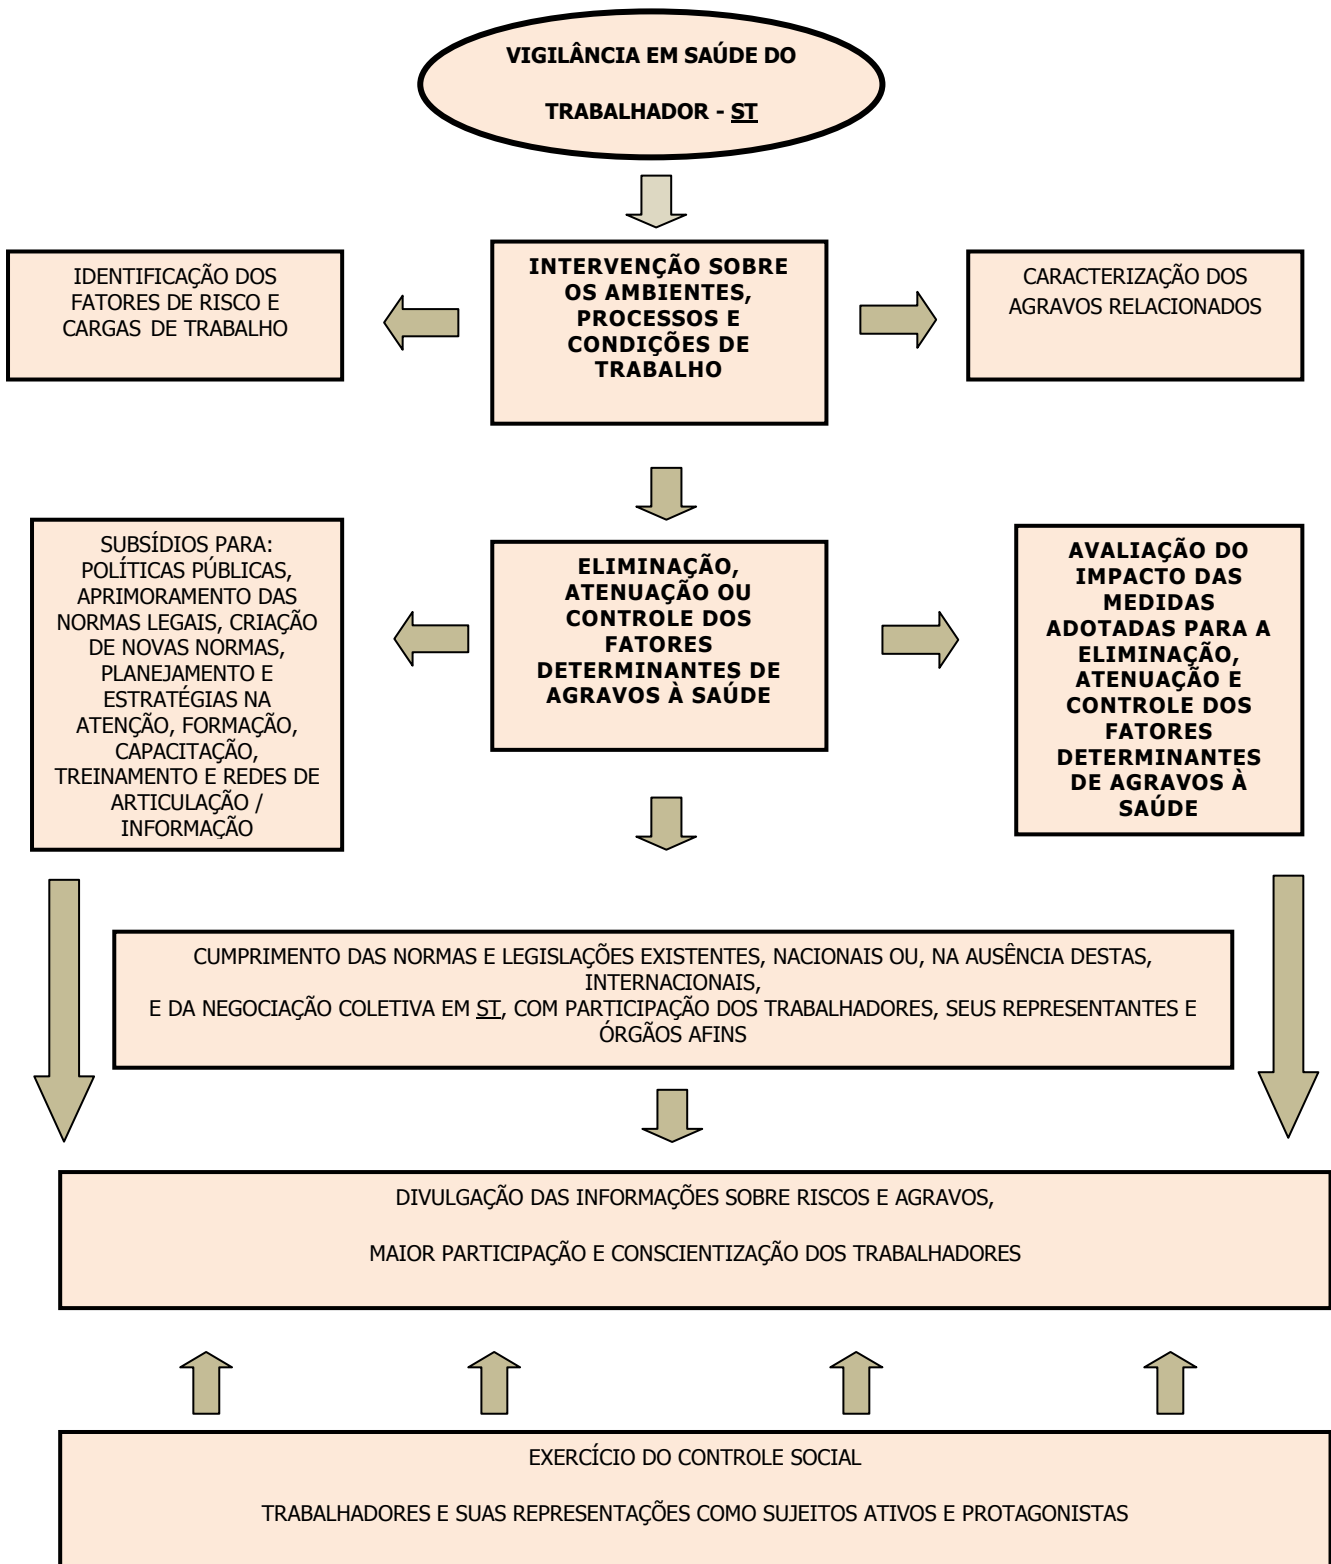 VIGILÂNCIA EM SAÚDE DO
TRABALHADOR - ST
IDENTIFICAÇÃO DOS
FATORES DE RISCO E
CARGAS DE TRABALHO
INTERVENÇÃO SOBRE
OS AMBIENTES,
PROCESSOS E
CONDIÇÕES DE
TRABALHO
CARACTERIZAÇÃO DOS
AGRAVOS RELACIONADOS
SUBSÍDIOS PARA:
POLÍTICAS PÚBLICAS,
APRIMORAMENTO DAS
NORMAS LEGAIS, CRIAÇÃO
DE NOVAS NORMAS,
PLANEJAMENTO E
ESTRATÉGIAS NA
ATENÇÃO, FORMAÇÃO,
CAPACITAÇÃO,
TREINAMENTO E REDES DE
ARTICULAÇÃO /
INFORMAÇÃO
ELIMINAÇÃO,
ATENUAÇÃO OU
CONTROLE DOS
FATORES
DETERMINANTES DE
AGRAVOS À SAÚDE
AVALIAÇÃO DO
IMPACTO DAS
MEDIDAS
ADOTADAS PARA A
ELIMINAÇÃO,
ATENUAÇÃO E
CONTROLE DOS
FATORES
DETERMINANTES
DE AGRAVOS À
SAÚDE
CUMPRIMENTO DAS NORMAS E LEGISLAÇÕES EXISTENTES, NACIONAIS OU, NA AUSÊNCIA DESTAS,
INTERNACIONAIS,
E DA NEGOCIAÇÃO COLETIVA EM ST, COM PARTICIPAÇÃO DOS TRABALHADORES, SEUS REPRESENTANTES E
ÓRGÃOS AFINS
DIVULGAÇÃO DAS INFORMAÇÕES SOBRE RISCOS E AGRAVOS,
MAIOR PARTICIPAÇÃO E CONSCIENTIZAÇÃO DOS TRABALHADORES
EXERCÍCIO DO CONTROLE SOCIAL
TRABALHADORES E SUAS REPRESENTAÇÕES COMO SUJEITOS ATIVOS E PROTAGONISTAS